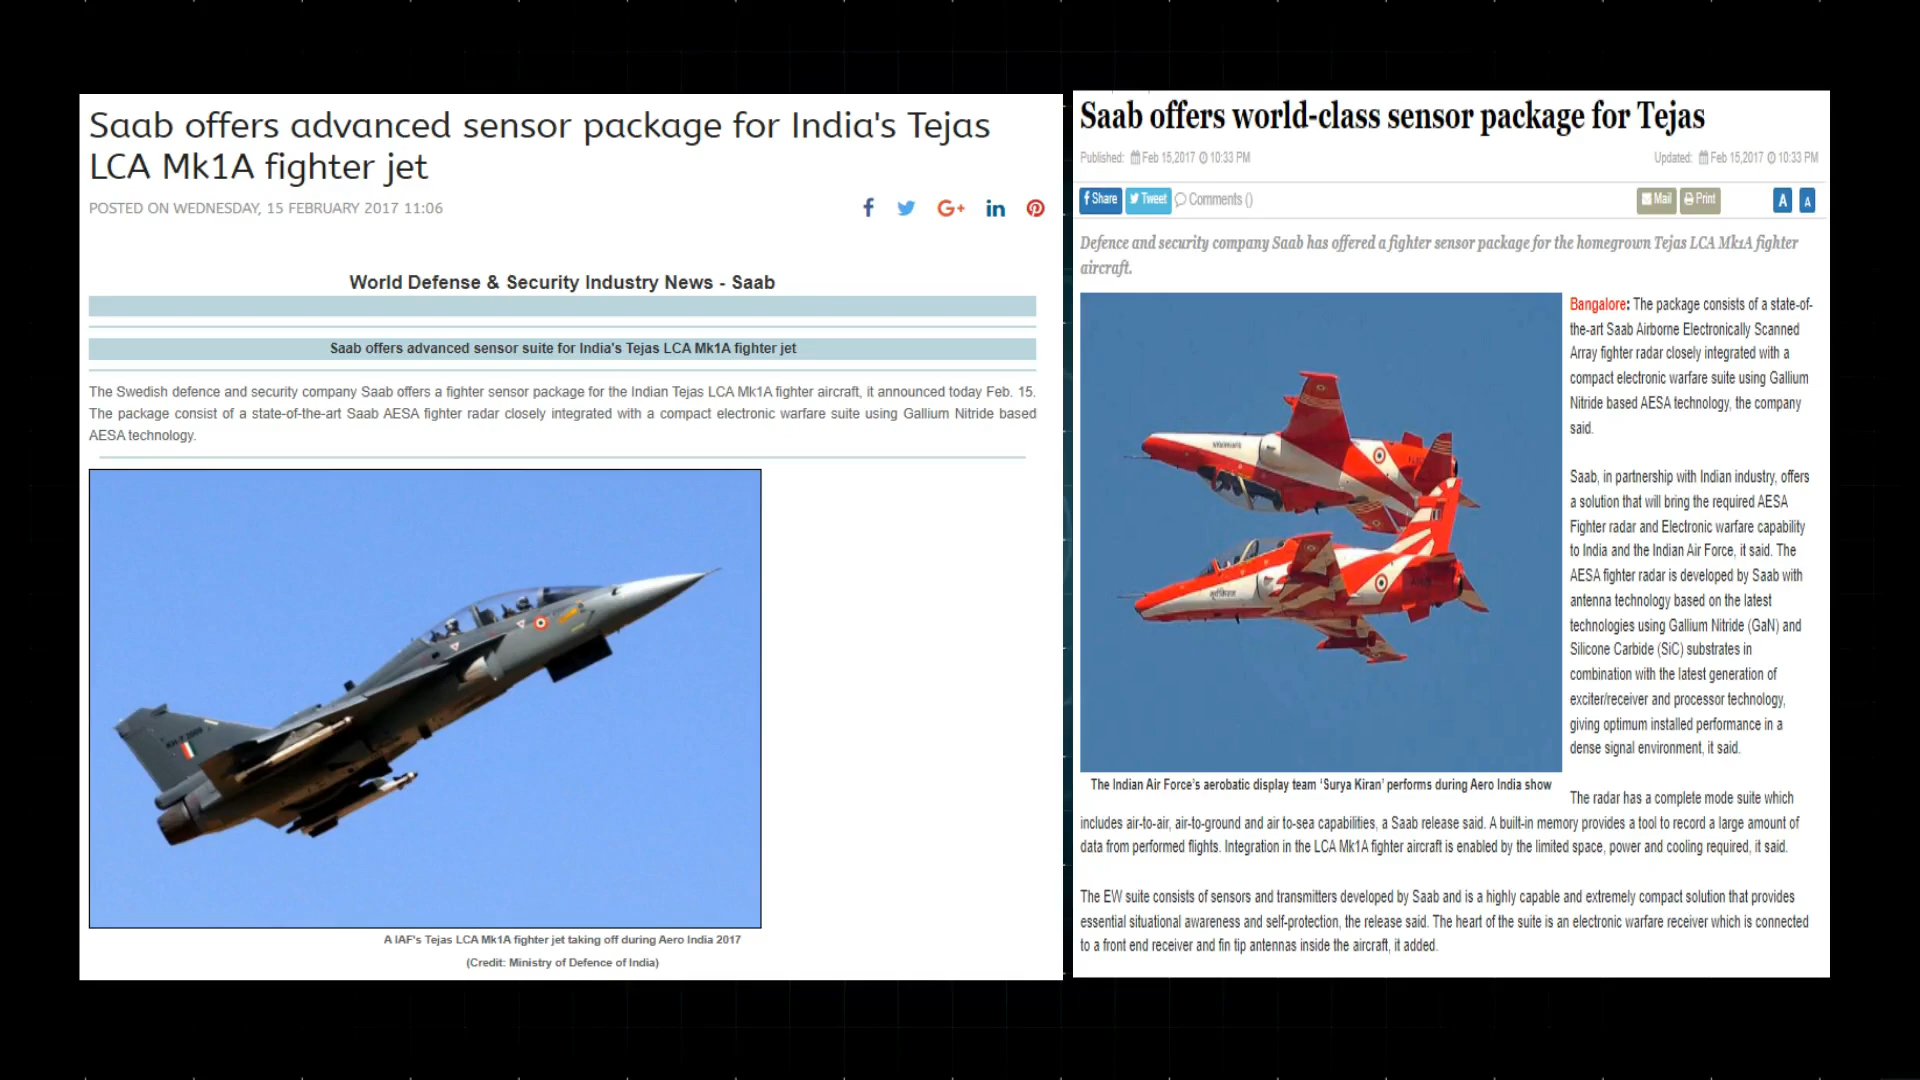 Saab offers advanced sensor package for India's Tejas
LCA Mk1A fighter jet
POSTED ON WEDNESDAY, 15 FEBRUARY 2017 11:06
World Defense & Security Industry News - Saab
Saab offers advanced sensor suite for India's Tejas LCA Mk1A fighter jet
The Swedish defence and security company Saab offers a fighter sensor package for the Indian Tejas LCA Mk1A fighter aircraft, it announced today Feb. 15.
The package consist of a state-of-the-art Saab AESA fighter radar closely integrated with a compact electronic warfare suite using Gallium Nitride based
AESA technology.
A IAF's Tejas LCA Mk1A fighter jet taking off during Aero India 2017
(Credit: Ministry of Defence of India)
Saab offers world-class sensor package for Tejas
Published: Feb 15,2017 10:33 PM
Updated: Feb 15,2017 10:33 PM
Share Tweet Comments ()
Mail Print A A
Defence and security company Saab has offered a fighter sensor package for the homegrown Tejas LCA Mk1A fighter
aircraft.
Bangalore: The package consists of a state-of-
the-art Saab Airborne Electronically Scanned
Array fighter radar closely integrated with a
compact electronic warfare suite using Gallium
Nitride based AESA technology, the company
said.
Saab, in partnership with Indian industry, offers
a solution that will bring the required AESA
Fighter radar and Electronic warfare capability
to India and the Indian Air Force, it said. The
AESA fighter radar is developed by Saab with
antenna technology based on the latest
technologies using Gallium Nitride (GaN) and
Silicone Carbide (SiC) substrates in
combination with the latest generation of
exciter/receiver and processor technology,
giving optimum installed performance in a
dense signal environment, it said.
The Indian Air Force's aerobatic display team 'Surya Kiran' performs during Aero India show
The radar has a complete mode suite which
includes air-to-air, air-to-ground and air to-sea capabilities, a Saab release said. A built-in memory provides a tool to record a large amount of
data from performed flights. Integration in the LCA Mk1A fighter aircraft is enabled by the limited space, power and cooling required, it said.
The EW suite consists of sensors and transmitters developed by Saab and is a highly capable and extremely compact solution that provides
essential situational awareness and self-protection, the release said. The heart of the suite is an electronic warfare receiver which is connected
to a front end receiver and fin tip antennas inside the aircraft, it added.